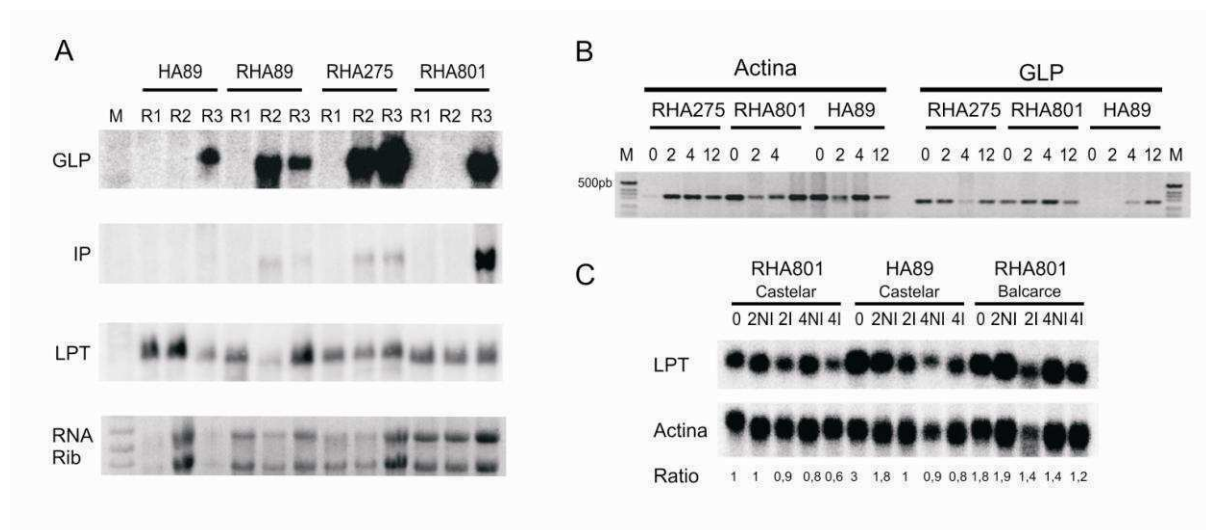 A
HA89 RHA89 RHA275 RHA801
M R1 R2 R3 R1 R2 R3 R1 R2 R3 R1 R2 R3
GLP
IP
LPT
RNA
Rib
B
Actina GLP
RHA275 RHA801 HA89 RHA275 RHA801 HA89
M 0 2 4 12 0 2 4 0 2 4 12 0 2 4 12 0 2 4 12 0 2 4 12 M
500pb
C
RHA801 HA89 RHA801
Castelar Castelar Balcarce
0 2NI 2I 4NI 4I 0 2NI 2I 4NI 4I 0 2NI 2I 4NI 4I
LPT
Actina
Ratio 1 1 0,9 0,8 0,6 3 1,8 1 0,9 0,8 1,8 1,9 1,4 1,4 1,2